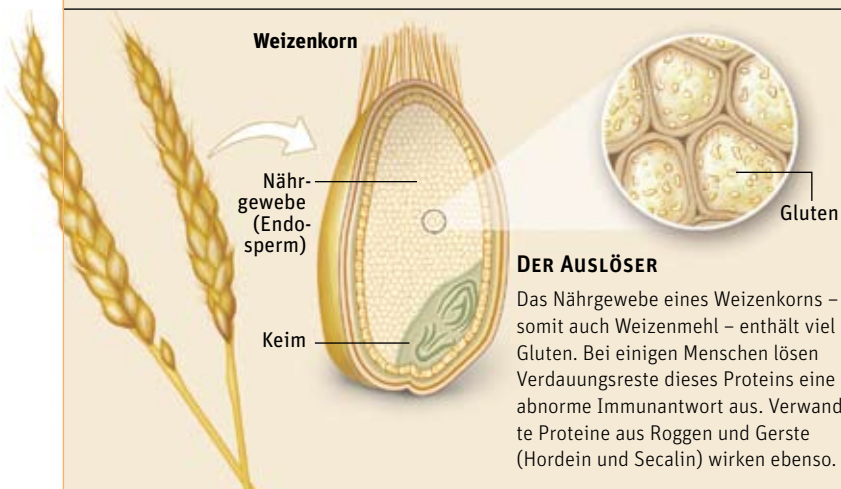 Weizenkorn
Nähr-
gewebe
(Endo-
sperm)
Keim
Gluten
DER AUSLÖSER
Das Nährgewebe eines Weizenkorns –
somit auch Weizenmehl – enthält viel
Gluten. Bei einigen Menschen lösen
Verdauungsreste dieses Proteins eine
abnorme Immunantwort aus. Verwand
te Proteine aus Roggen und Gerste
(Hordein und Secalin) wirken ebenso.